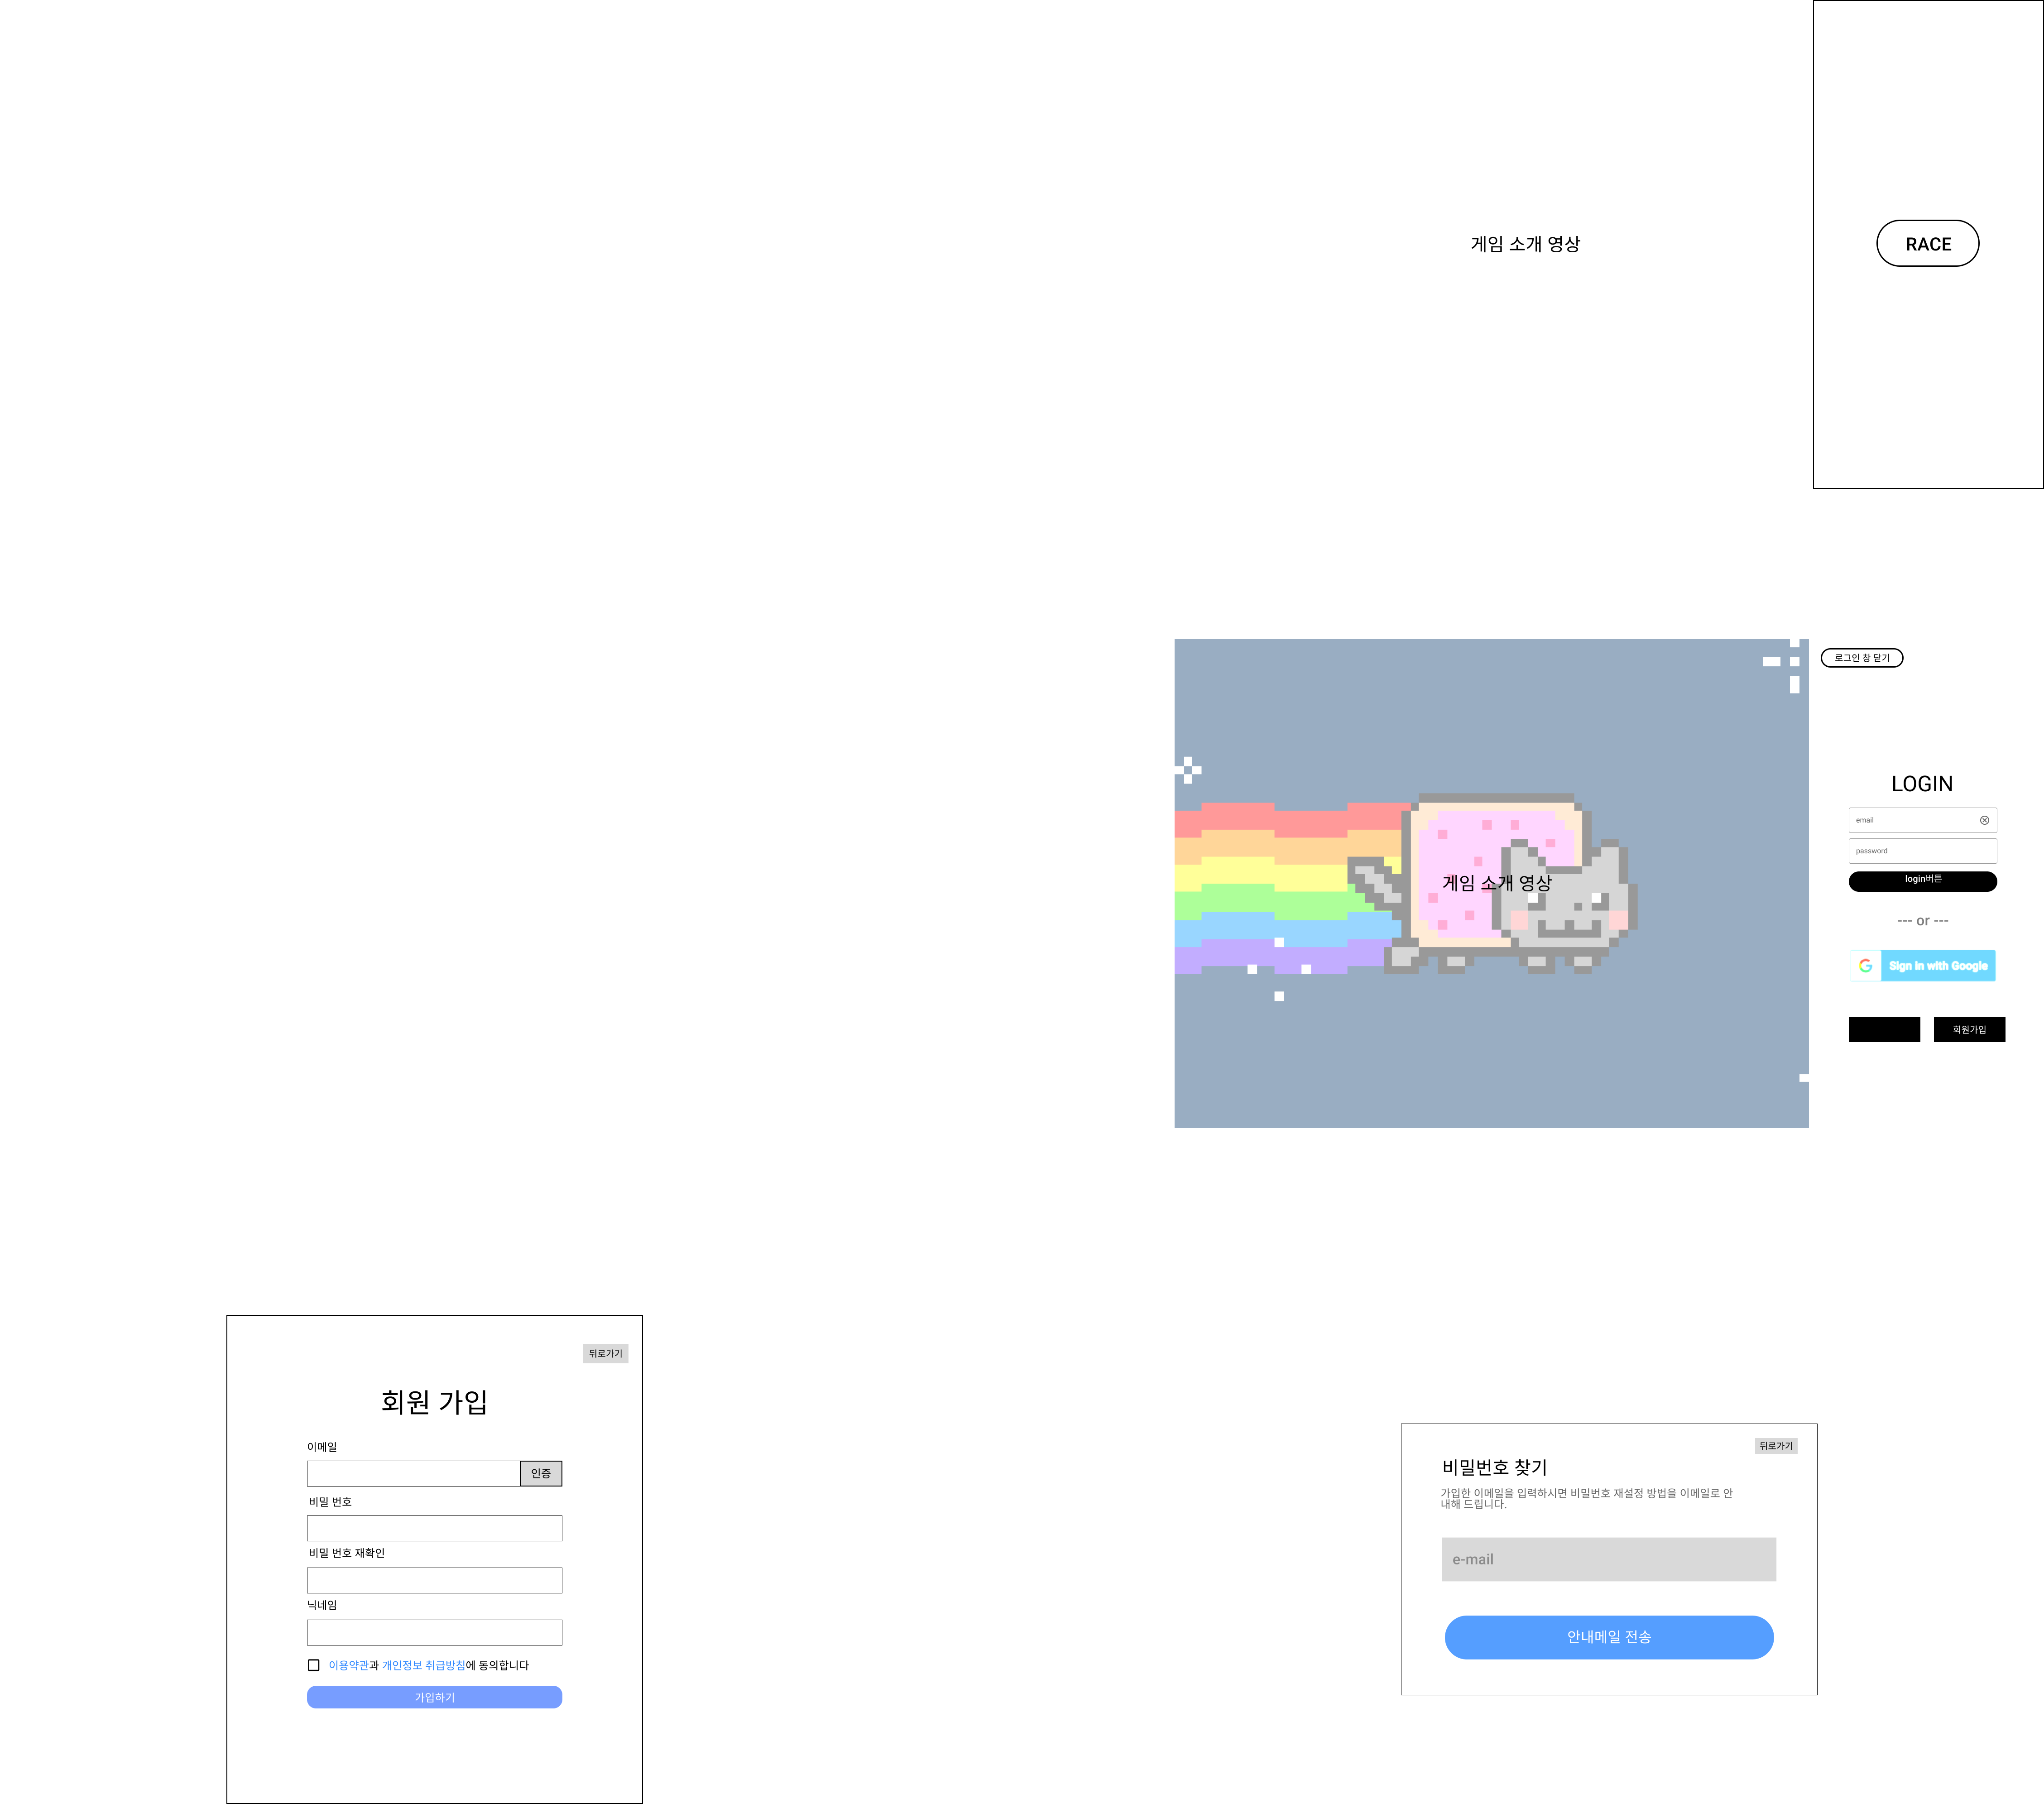 게임 소개 영상
RACE
로그인 창 닫기
게임 소개 영상
LOGIN
email
password
login버튼
--- or ---
G
Sign in with Google
회원가입
뒤로가기
회원 가입
이메일
인증
비밀 번호
비밀 번호 재확인
닉네임
이용약관과 개인정보 취급방침에 동의합니다
가입하기
뒤로가기
비밀번호 찾기
가입한 이메일을 입력하시면 비밀번호 재설정 방법을 이메일로 안
내해 드립니다.
e-mail
안내메일 전송